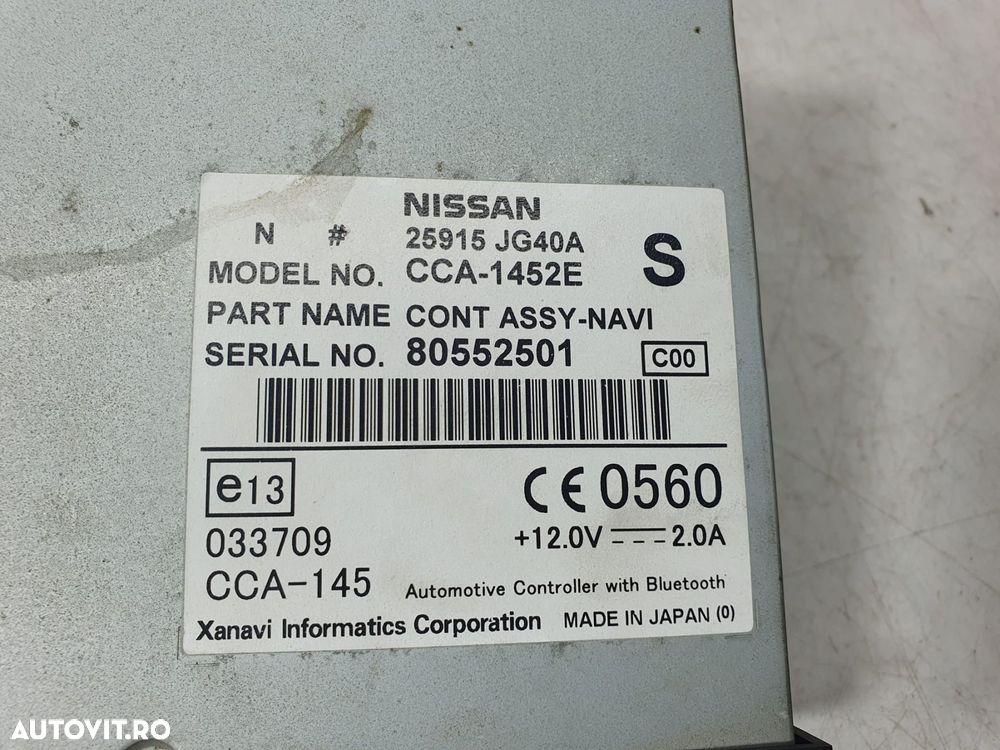 NISSAN
N # 25915 JG40A
S
MODEL NO. CCA-1452E
PART NAME CONT ASSY-NAVI
SERIAL NO. 80552501
C00
e13
CE 0560
033709
+12.0V 2.0A
CCA-145
Automotive Controller with Bluetooth
Xanavi Informatics Corporation MADE IN JAPAN (0)
AUTOVIT.RO